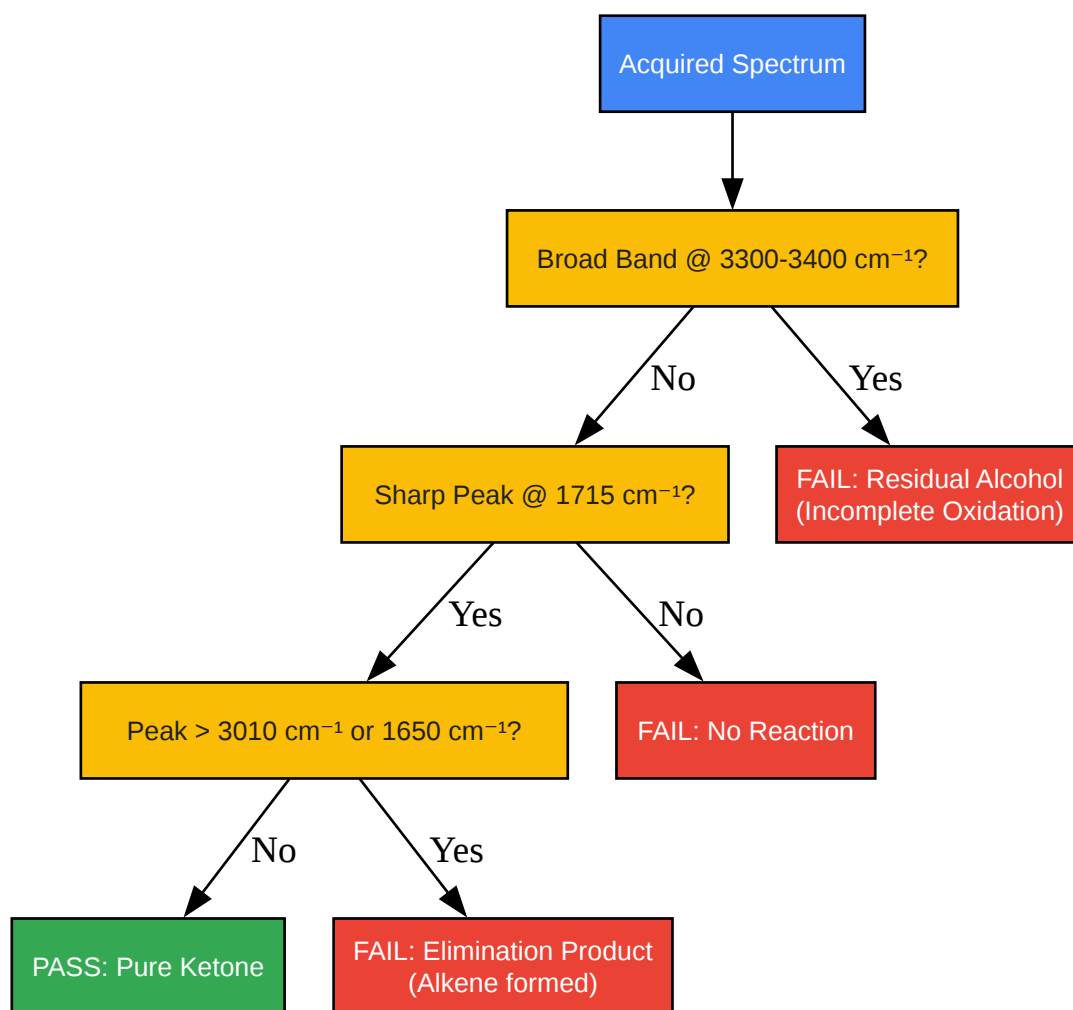 Acquired Spectrum
Broad Band @ 3300-3400 cm⁻¹?
No
Yes
Sharp Peak @ 1715 cm⁻¹?
FAIL: Residual Alcohol
(Incomplete Oxidation)
Yes
No
Peak > 3010 cm⁻¹ or 1650 cm⁻¹?
FAIL: No Reaction
No
Yes
PASS: Pure Ketone
FAIL: Elimination Product
(Alkene formed)